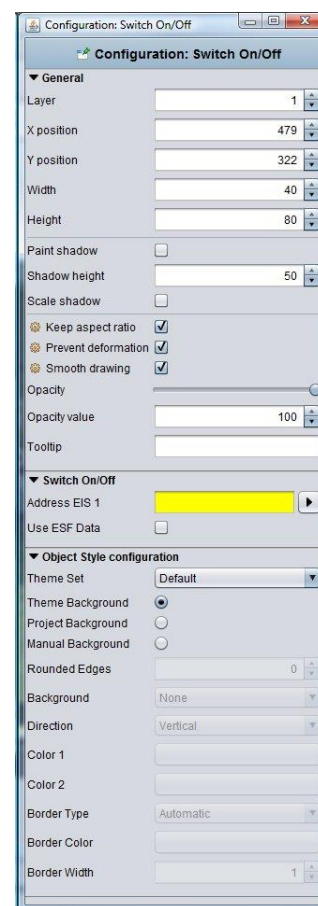 Configuration: Switch On/Off
Configuration: Switch On/Off
General
Layer 1
X position 479
Y position 322
Width 40
Height 80
Paint shadow
Shadow height 50
Scale shadow
Keep aspect ratio
Prevent deformation
Smooth drawing
Opacity
Opacity value 100
Tooltip
Switch On/Off
Address EIS 1
Use ESF Data
Object Style configuration
Theme Set Default
Theme Background
Project Background
Manual Background
Rounded Edges 0
Background None
Direction Vertical
Color 1
Color 2
Border Type Automatic
Border Color
Border Width 1